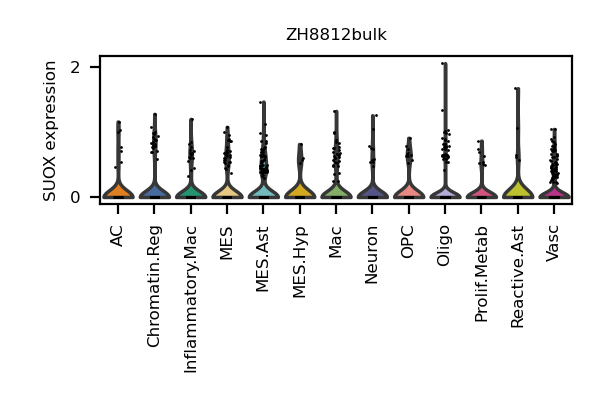 ZH8812bulk
SUOX expression
2
0
AC
Chromatin.Reg
Inflammatory.Mac
MES
MES.Ast
MES.Hyp
Mac
Neuron
OPC
Oligo
Prolif.Metab
Reactive.Ast
Vasc